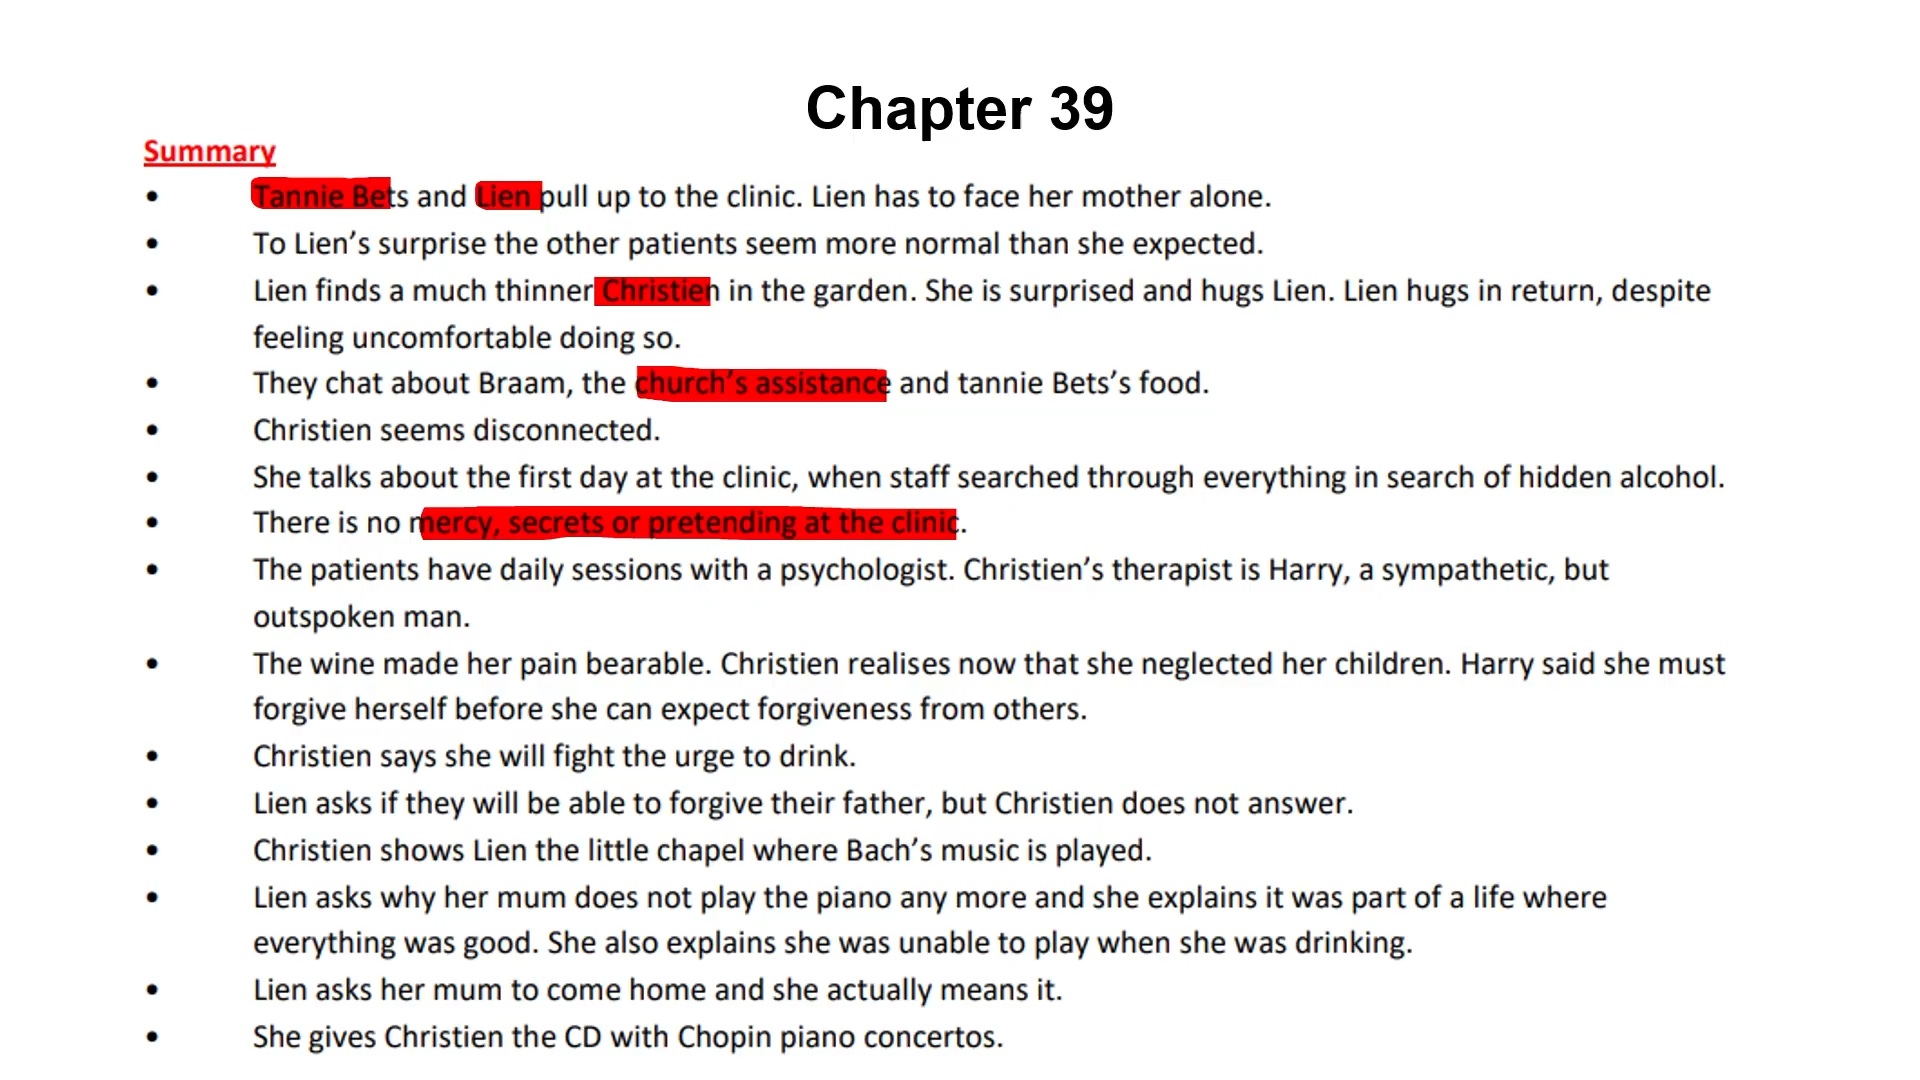 Chapter 39
Summary
• Tannie Bets and Lien pull up to the clinic. Lien has to face her mother alone.
• To Lien’s surprise the other patients seem more normal than she expected.
• Lien finds a much thinner Christien in the garden. She is surprised and hugs Lien. Lien hugs in return, despite
feeling uncomfortable doing so.
• They chat about Braam, the church’s assistance and tannie Bets’s food.
• Christien seems disconnected.
• She talks about the first day at the clinic, when staff searched through everything in search of hidden alcohol.
• There is no mercy, secrets or pretending at the clinic.
• The patients have daily sessions with a psychologist. Christien’s therapist is Harry, a sympathetic, but
outspoken man.
• The wine made her pain bearable. Christien realises now that she neglected her children. Harry said she must
forgive herself before she can expect forgiveness from others.
• Christien says she will fight the urge to drink.
• Lien asks if they will be able to forgive their father, but Christien does not answer.
• Christien shows Lien the little chapel where Bach’s music is played.
• Lien asks why her mum does not play the piano any more and she explains it was part of a life where
everything was good. She also explains she was unable to play when she was drinking.
• Lien asks her mum to come home and she actually means it.
• She gives Christien the CD with Chopin piano concertos.